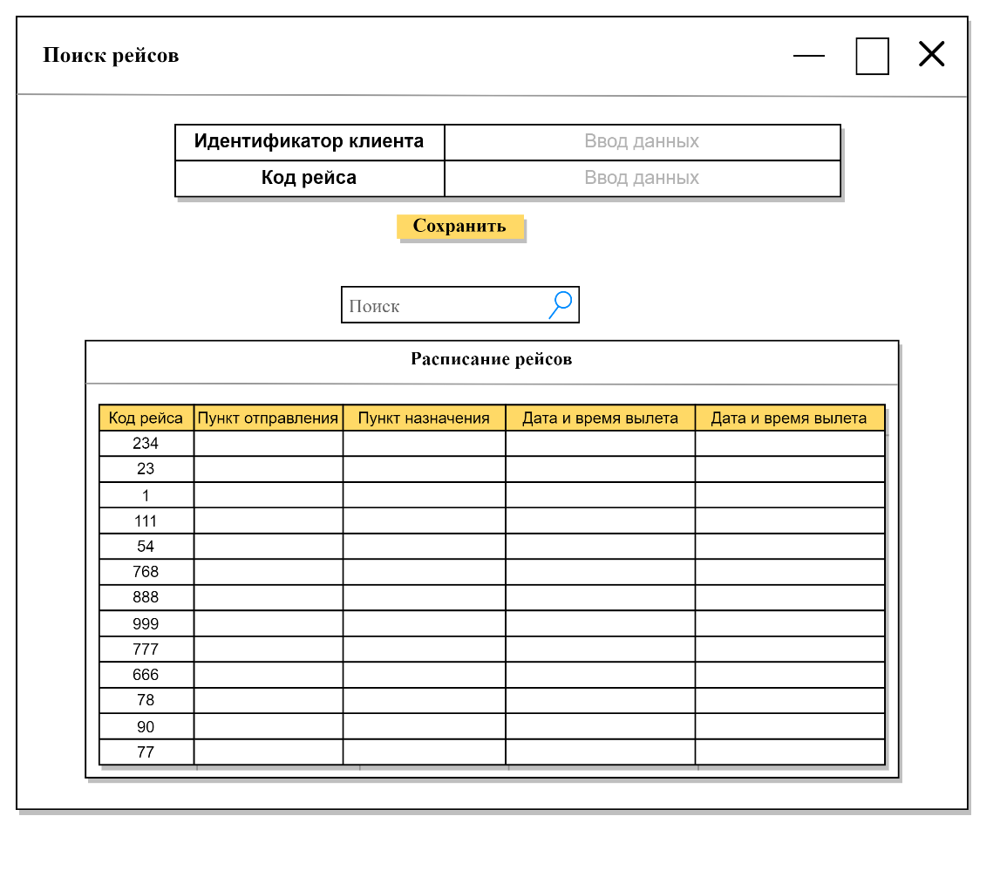 Поиск рейсов
Идентификатор клиента Ввод данных
Код рейса Ввод данных
Сохранить
Поиск
Расписание рейсов
Код рейса Пункт отправления Пункт назначения Дата и время вылета Дата и время вылета
234
23
1
111
54
768
888
999
777
666
78
90
77